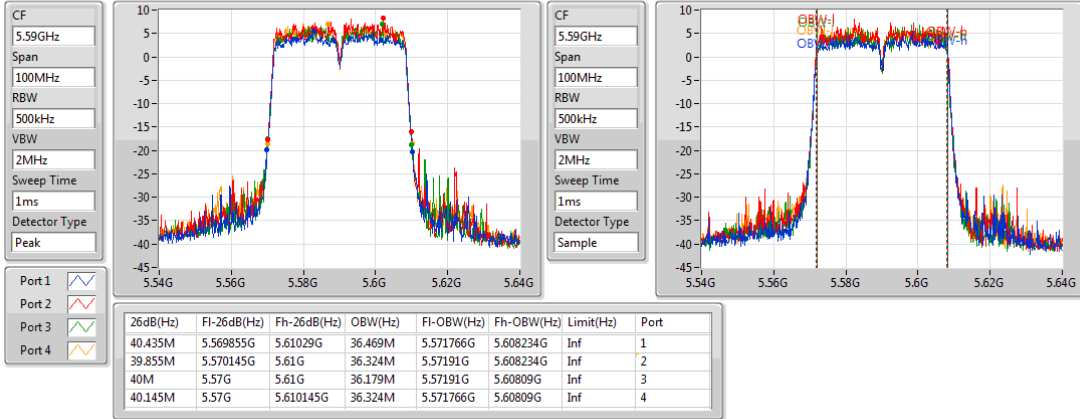 CF
5.59GHz
Span
100MHz
RBW
500kHz
VBW
2MHz
Sweep Time
1ms
Detector Type
Peak
10
5
0
-5
-10
-15
-20
-25
-30
-35
-40
-45
5.54G 5.56G 5.58G 5.6G 5.62G 5.64G
CF
5.59GHz
Span
100MHz
RBW
500kHz
VBW
2MHz
Sweep Time
1ms
Detector Type
Sample
10
5
0
-5
-10
-15
-20
-25
-30
-35
-40
-45
OBW-l
5.54G 5.56G 5.58G 5.6G 5.62G 5.64G
Port 1
Port 2
Port 3
Port 4
26dB(Hz) Fl-26dB(Hz) Fh-26dB(Hz) OBW(Hz) Fl-OBW(Hz) Fh-OBW(Hz) Limit(Hz) Port
40.435M 5.569855G 5.61029G 36.469M 5.571766G 5.608234G Inf 1
39.855M 5.570145G 5.61G 36.324M 5.57191G 5.608234G Inf 2
40M 5.57G 5.61G 36.179M 5.57191G 5.60809G Inf 3
40.145M 5.57G 5.610145G 36.324M 5.571766G 5.60809G Inf 4